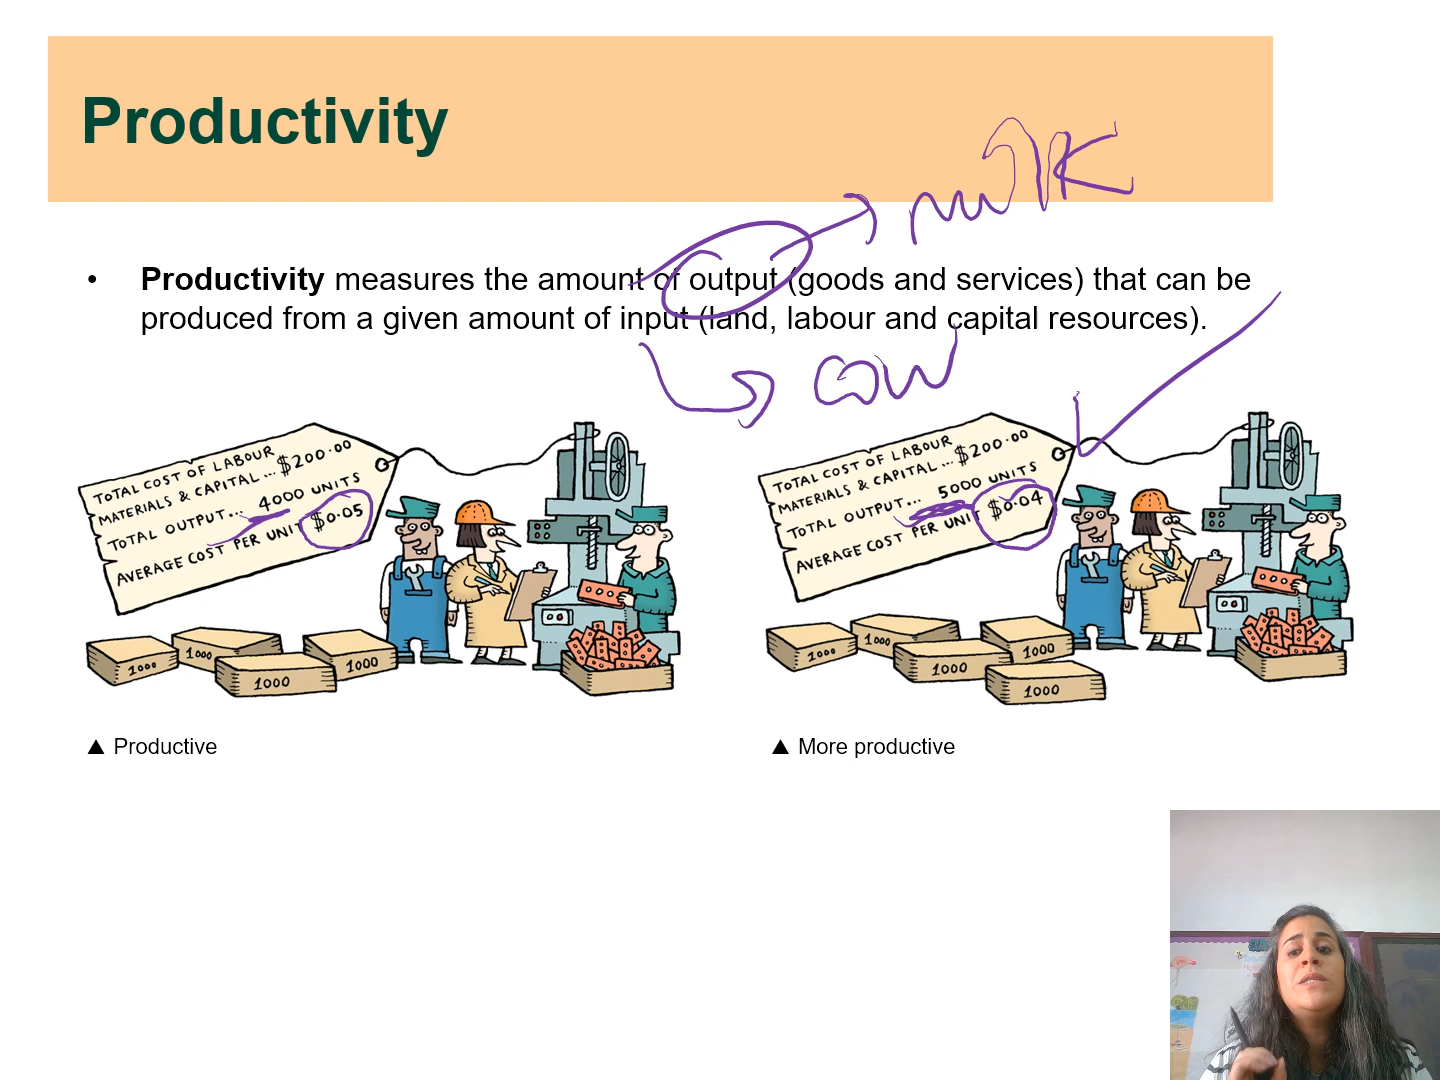 Productivity
milk
• Productivity measures the amount of output (goods and services) that can be
produced from a given amount of input (land, labour and capital resources).
cow
TOTAL COST OF LABOUR
MATERIALS & CAPITAL... $200.00
TOTAL OUTPUT... 4000 UNITS
AVERAGE COST PER UNIT $0.05
1000
1000
1000
1000
TOTAL COST OF LABOUR
MATERIALS & CAPITAL... $200.00
TOTAL OUTPUT... 5000 UNITS
AVERAGE COST PER UNIT $0.04
1000
1000
1000
1000
1000
▲ Productive
▲ More productive